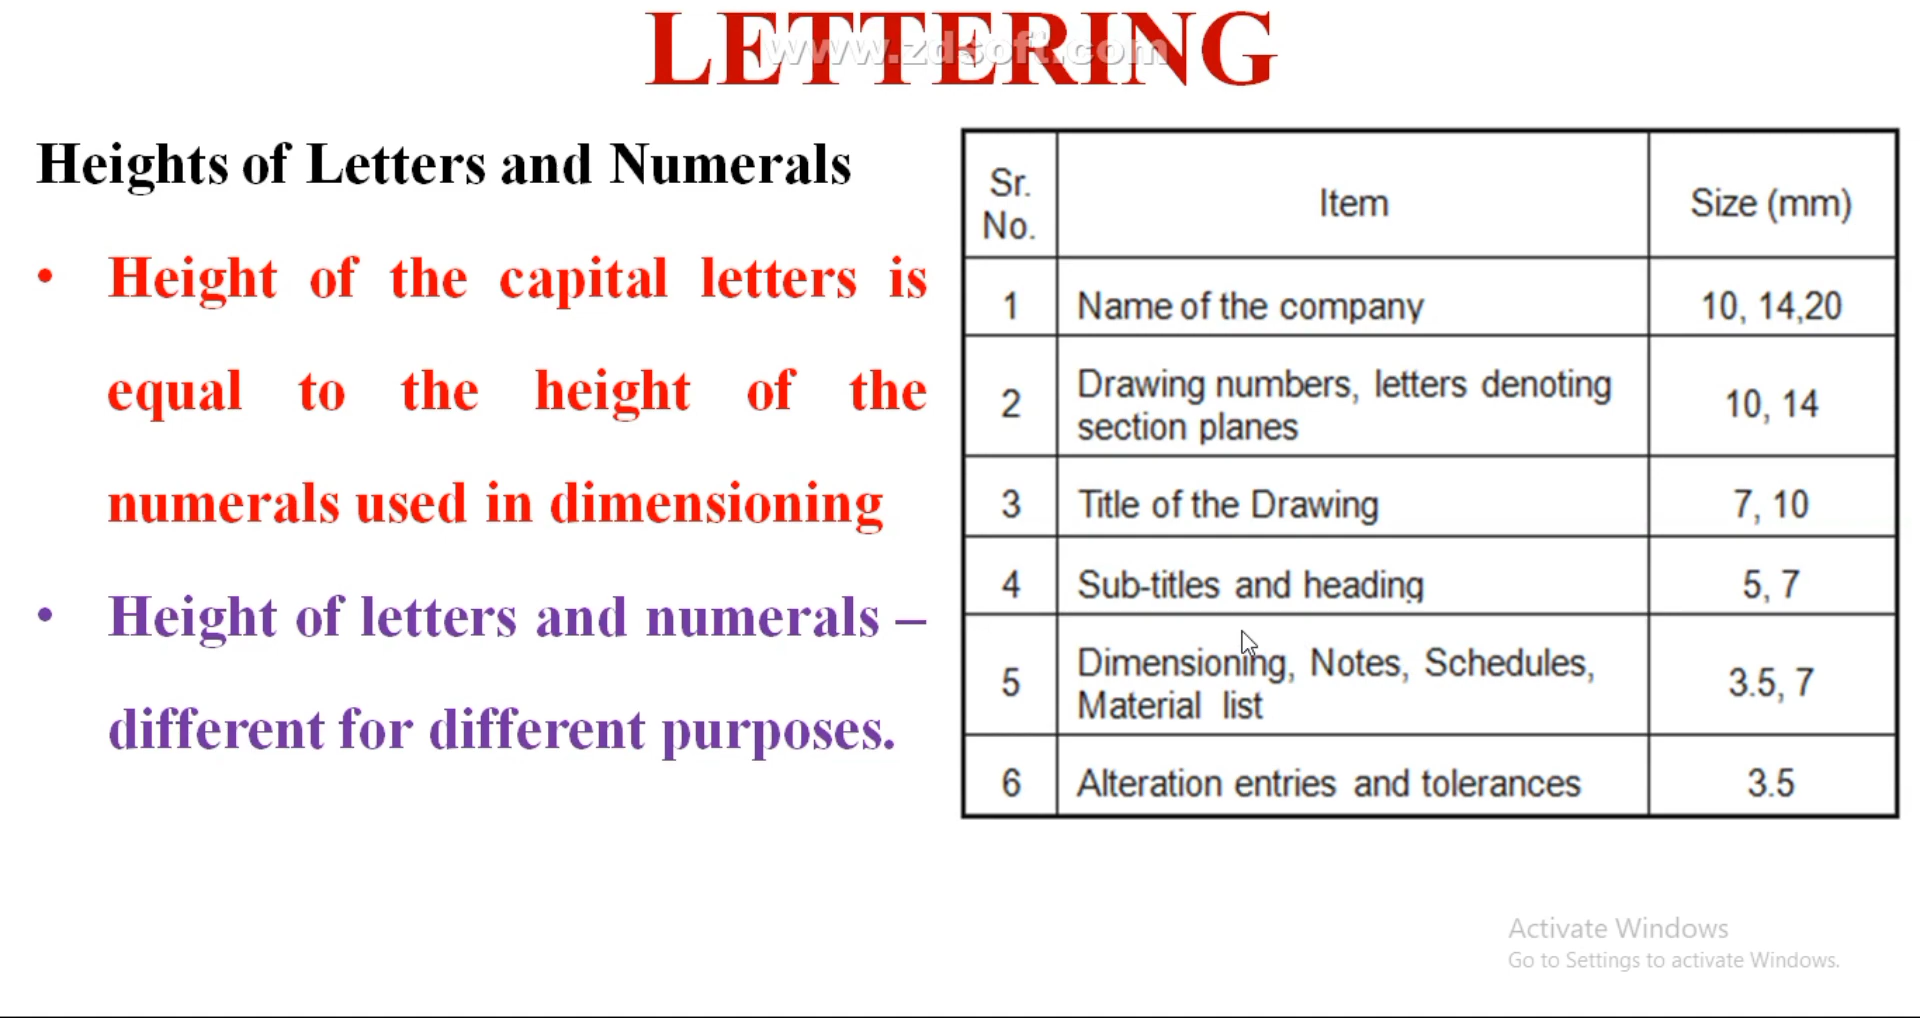 LETTERING
www.zdsoft.com
Heights of Letters and Numerals
• Height of the capital letters is
equal to the height of the
numerals used in dimensioning
• Height of letters and numerals –
different for different purposes.
Sr. No. Item Size (mm)
1 Name of the company 10, 14,20
2 Drawing numbers, letters denoting
section planes 10, 14
3 Title of the Drawing 7, 10
4 Sub-titles and heading 5, 7
5 Dimensioning, Notes, Schedules,
Material list 3.5, 7
6 Alteration entries and tolerances 3.5
Activate Windows
Go to Settings to activate Windows.